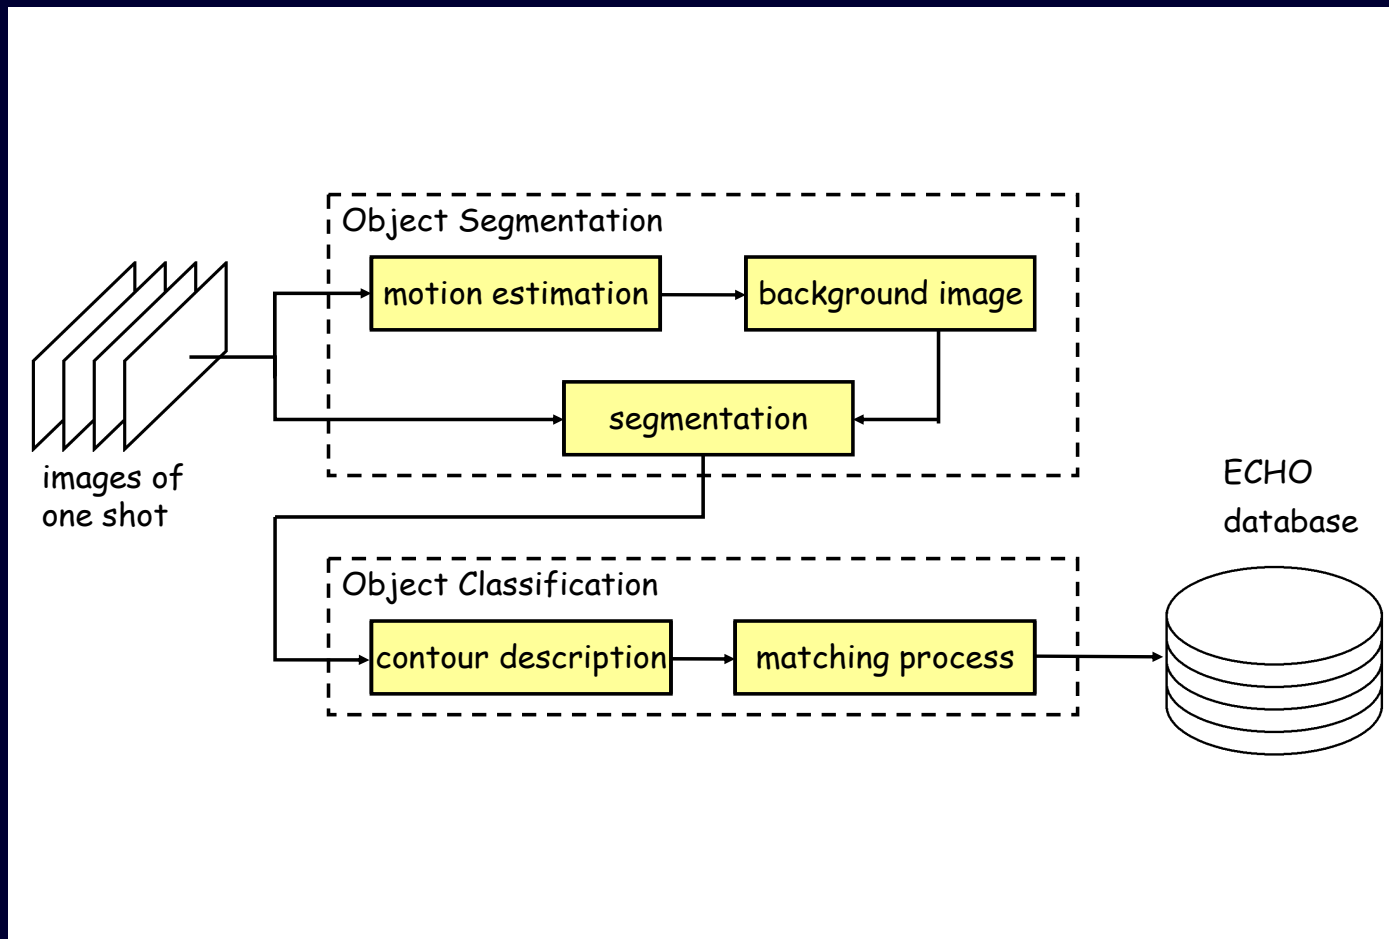 Object Segmentation
motion estimation
background image
segmentation
images of
one shot
ECHO
database
Object Classification
contour description
matching process